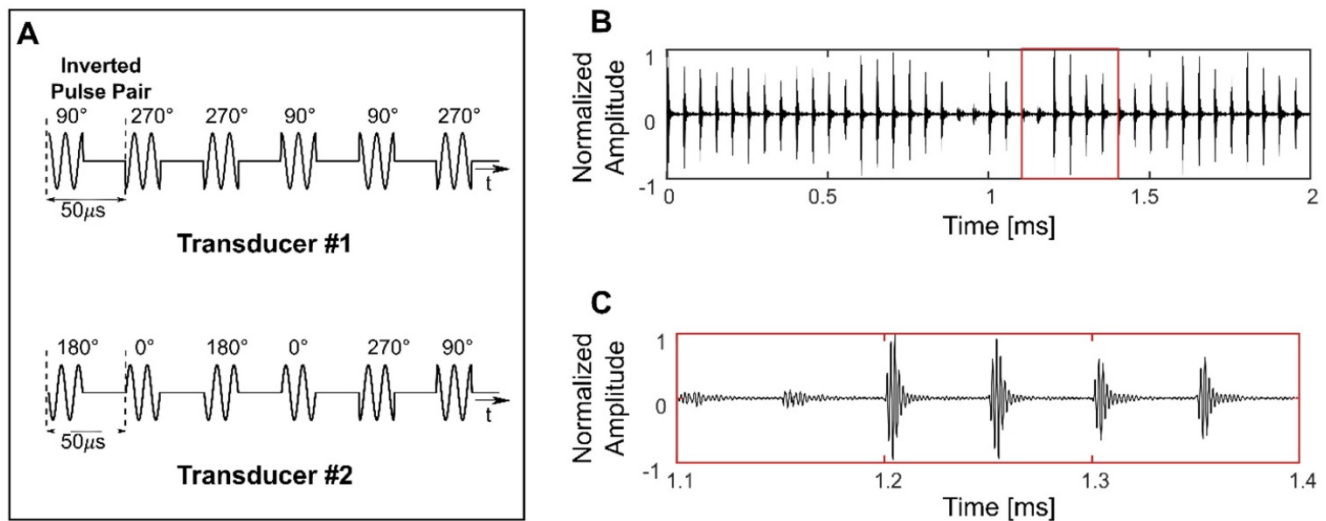 A
Inverted
Pulse Pair
90° 270° 270° 90° 90° 270°
t
50μs
Transducer #1
180° 0° 180° 0° 270° 90°
t
50μs
Transducer #2
B
Normalized
Amplitude
1
0
-1
0 0.5 1 1.5 2
Time [ms]
C
Normalized
Amplitude
1
0
-1
1.1 1.2 1.3 1.4
Time [ms]